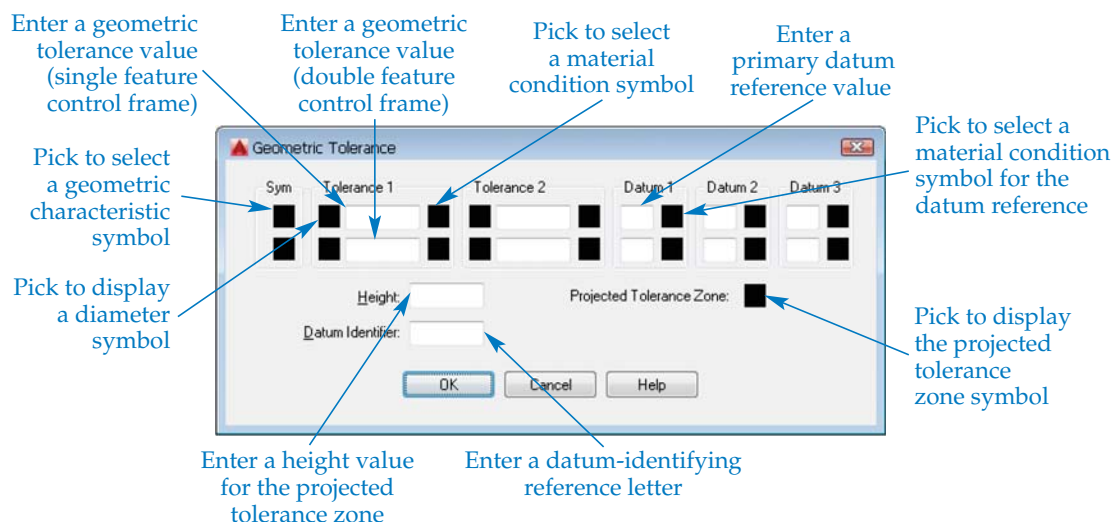 Enter a geometric
tolerance value
(single feature
control frame)
Enter a geometric
tolerance value
(double feature
control frame)
Pick to select
a material
condition symbol
Enter a
primary datum
reference value
Pick to select a
material condition
symbol for the
datum reference
Pick to select
a geometric
characteristic
symbol
Pick to display
a diameter
symbol
Geometric Tolerance
Sym
Tolerance 1
Tolerance 2
Datum 1
Datum 2
Datum 3
Height:
Projected Tolerance Zone:
Datum Identifier:
OK
Cancel
Help
Pick to display
the projected
tolerance
zone symbol
Enter a height value
for the projected
tolerance zone
Enter a datum-identifying
reference letter